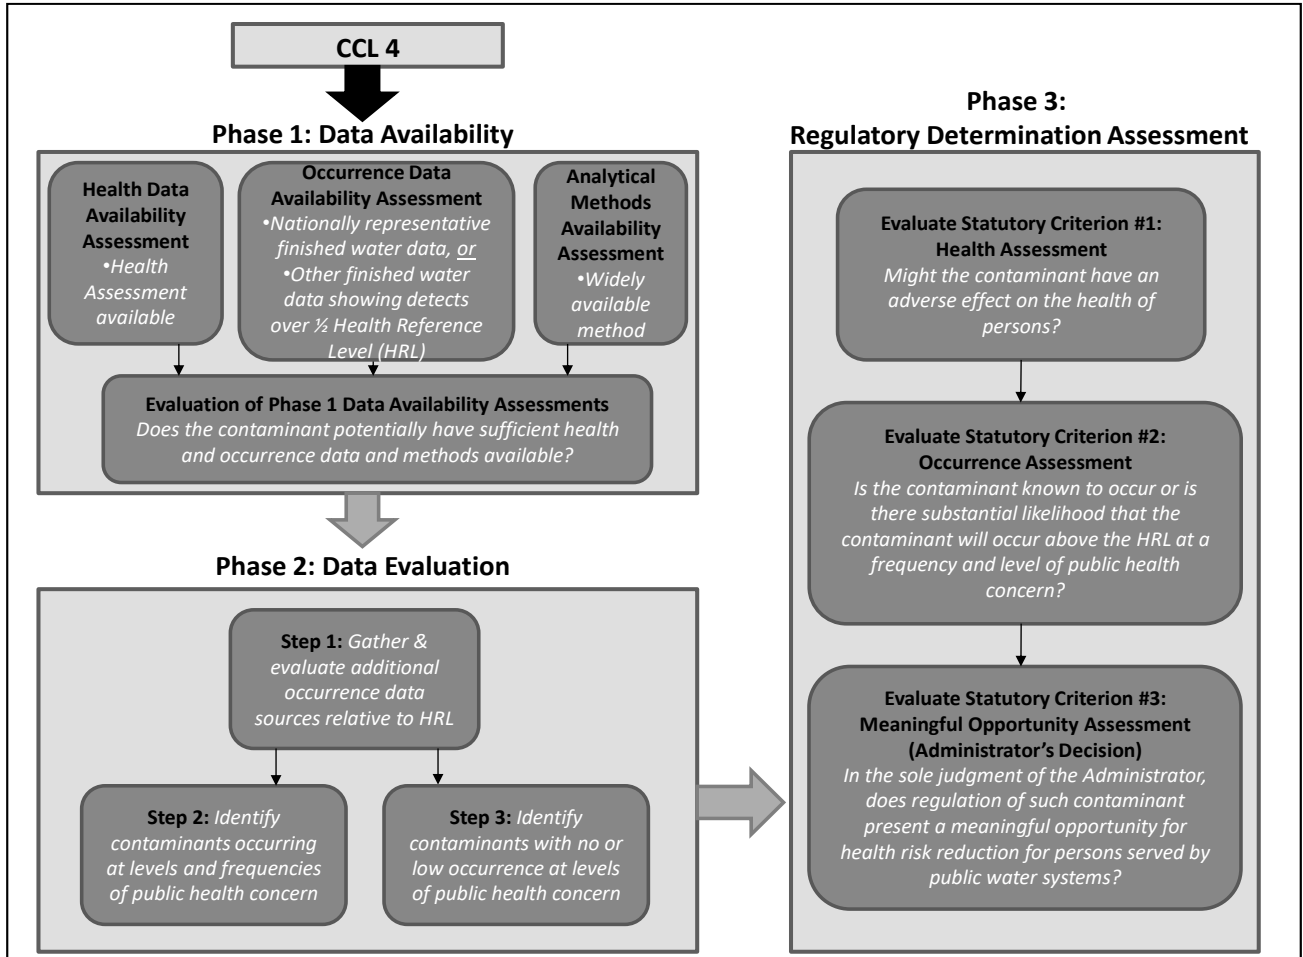 CCL 4
Phase 1: Data Availability
Health Data
Availability
Assessment
•Health
Assessment
available
Occurrence Data
Availability Assessment
•Nationally representative
finished water data, or
•Other finished water
data showing detects
over ½ Health Reference
Level (HRL)
Analytical
Methods
Availability
Assessment
•Widely
available
method
Evaluation of Phase 1 Data Availability Assessments
Does the contaminant potentially have sufficient health
and occurrence data and methods available?
Phase 2: Data Evaluation
Step 1: Gather &
evaluate additional
occurrence data
sources relative to HRL
Step 2: Identify
contaminants occurring
at levels and frequencies
of public health concern
Step 3: Identify
contaminants with no or
low occurrence at levels
of public health concern
Phase 3:
Regulatory Determination Assessment
Evaluate Statutory Criterion #1:
Health Assessment
Might the contaminant have an
adverse effect on the health of
persons?
Evaluate Statutory Criterion #2:
Occurrence Assessment
Is the contaminant known to occur or is
there substantial likelihood that the
contaminant will occur above the HRL at a
frequency and level of public health
concern?
Evaluate Statutory Criterion #3:
Meaningful Opportunity Assessment
(Administrator’s Decision)
In the sole judgment of the Administrator,
does regulation of such contaminant
present a meaningful opportunity for
health risk reduction for persons served by
public water systems?